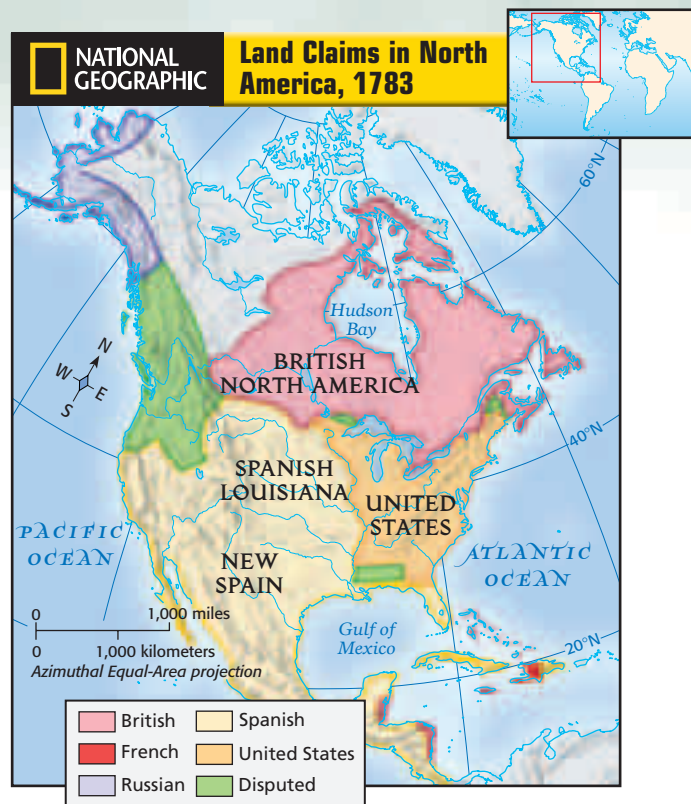 NATIONAL
GEOGRAPHIC
Land Claims in North
America, 1783
60°N
Hudson
Bay
BRITISH
NORTH AMERICA
N
W
E
S
40°N
SPANISH
LOUISIANA
UNITED
STATES
PACIFIC
OCEAN
ATLANTIC
OCEAN
NEW
SPAIN
0 1,000 miles
0 1,000 kilometers
Azimuthal Equal-Area projection
Gulf of
Mexico
20°N
British
Spanish
French
United States
Russian
Disputed